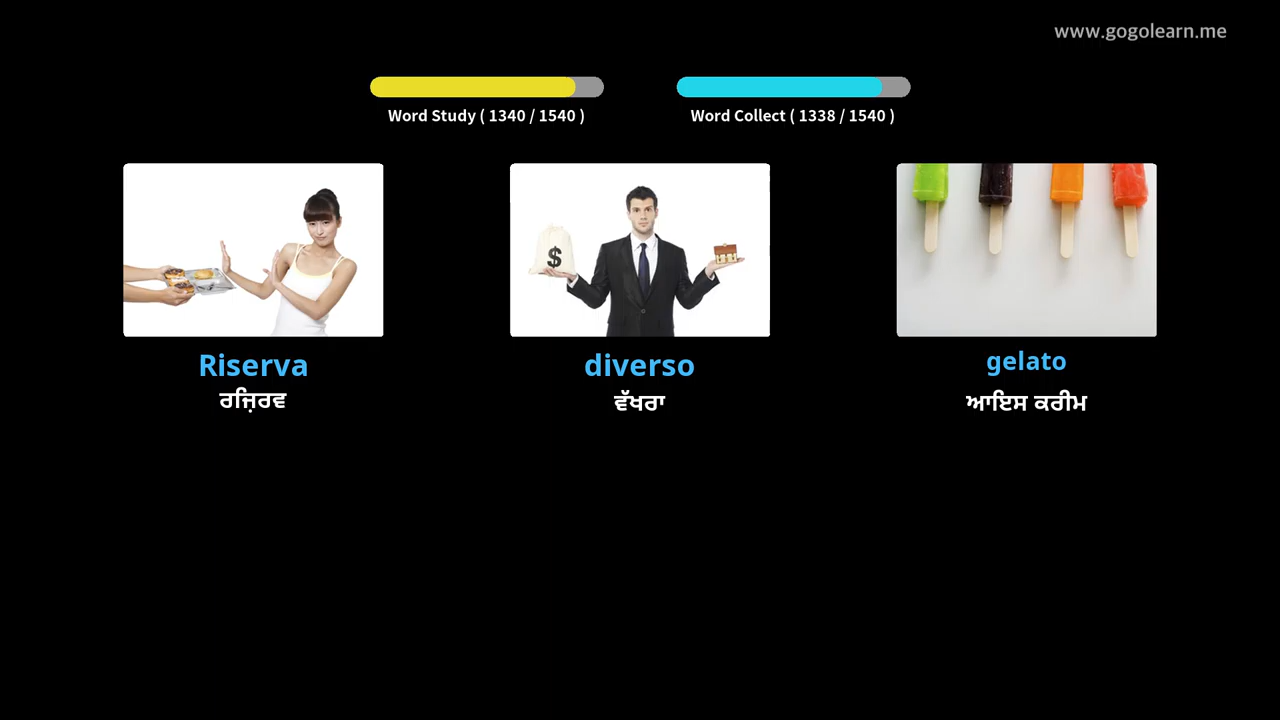 www.gogolearn.me
Word Study ( 1340 / 1540 )
Word Collect ( 1338 / 1540 )
$
Riserva
ਰਜ਼ਿਰਵ
diverso
ਵੱਖਰਾ
gelato
ਆਇਸ ਕਰੀਮ